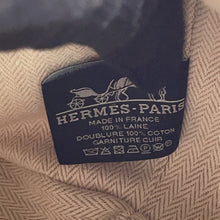 HERMES-PARIS
MADE IN FRANCE
100% LAINE
DOUBLURE 100% COTON
GARNITURE CUIR